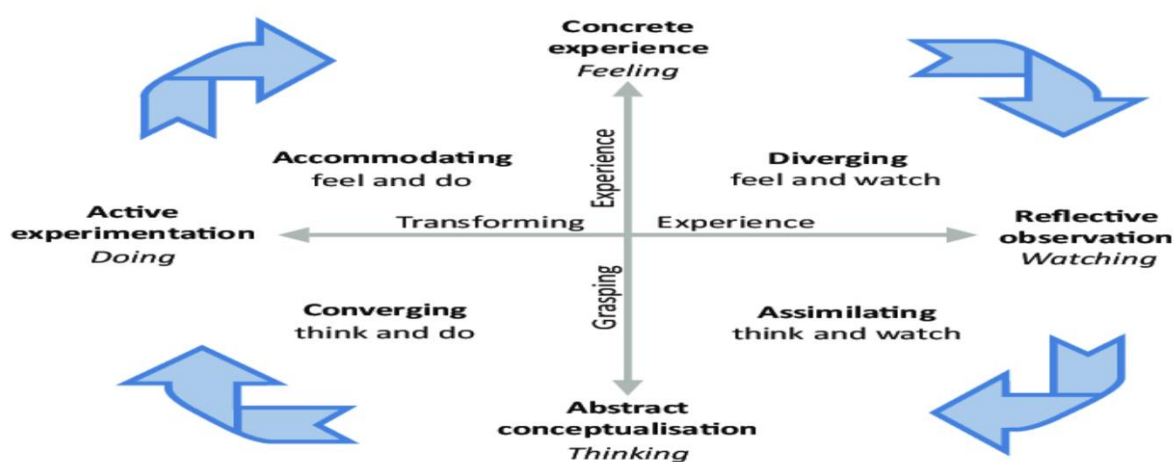 Concrete
experience
Feeling
Accommodating
feel and do
Diverging
feel and watch
Experience
Active
experimentation
Doing
Transforming
Experience
Reflective
observation
Watching
Grasping
Converging
think and do
Assimilating
think and watch
Abstract
conceptualisation
Thinking